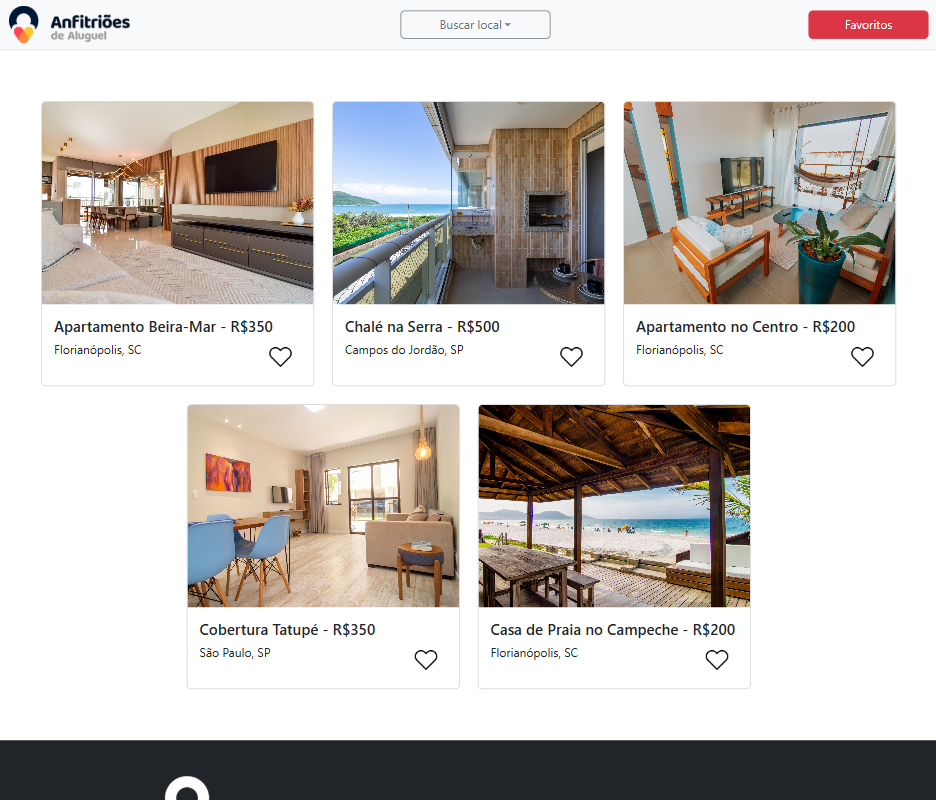 Anfitriões
de Aluguel
Buscar local
Favoritos
Apartamento Beira-Mar - R$350
Florianópolis, SC
Chalé na Serra - R$500
Campos do Jordão, SP
Apartamento no Centro - R$200
Florianópolis, SC
Cobertura Tatupé - R$350
São Paulo, SP
Casa de Praia no Campeche - R$200
Florianópolis, SC